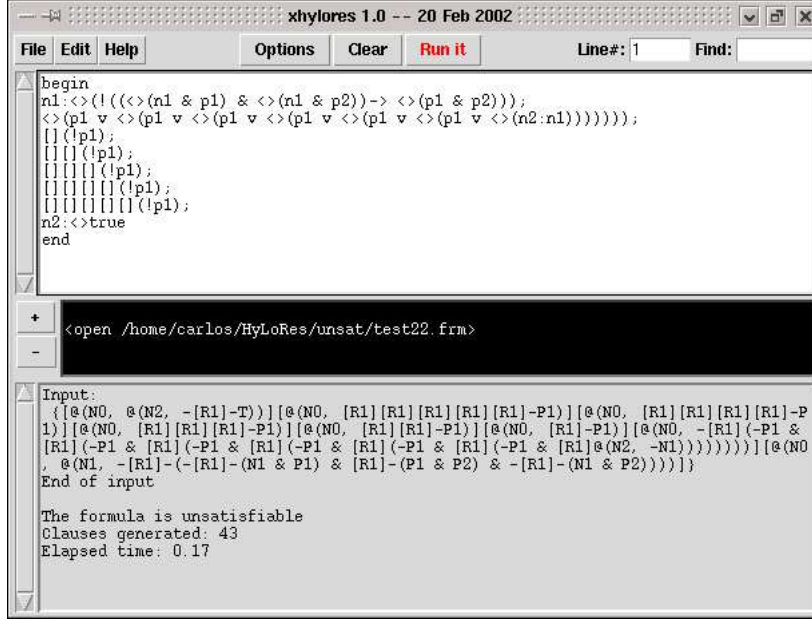 xhylores 1.0 -- 20 Feb 2002
File Edit Help Options Clear Run it Line#: 1 Find:
begin
n1:<>(!((<>(n1 & p1) & <>(n1 & p2))-> <>(p1 & p2)));
<>(p1 v <>(p1 v <>(p1 v <>(p1 v <>(p1 v <>(p1 v <>(n2:n1)))))));
[](!p1);
[][](!p1);
[][][](!p1);
[][][][](!p1);
[][][][][](!p1);
n2:<>true
end
+
<open /home/carlos/HyLoRes/unsat/test22.frm>
-
Input:
{[@(N0, @(N2, -[R1]-T))][@(N0, [R1][R1][R1][R1][R1]-P1)][@(N0, [R1][R1][R1][R1]-P
1)][@(N0, [R1][R1][R1]-P1)][@(N0, [R1][R1]-P1)][@(N0, [R1]-P1)][@(N0, -[R1](-P1 &
[R1](-P1 & [R1](-P1 & [R1](-P1 & [R1](-P1 & [R1](-P1 & [R1]@(N2, -N1))))))))][@(N0
, @(N1, -[R1]-(-[R1]-(N1 & P1) & [R1]-(P1 & P2) & -[R1]-(N1 & P2))))]}
End of input
The formula is unsatisfiable
Clauses generated: 43
Elapsed time: 0.17